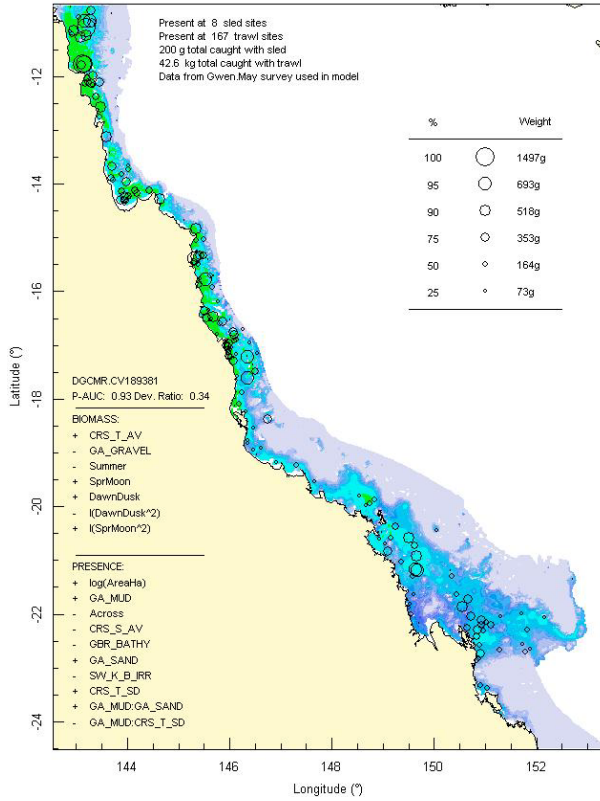 Present at 8 sled sites
Present at 167 trawl sites
200 g total caught with sled
42.6 kg total caught with trawl
Data from Gwen.May survey used in model
% Weight
100 1497g
95 693g
90 518g
75 353g
50 164g
25 73g
-12
-14
-16
-18
-20
-22
-24
Latitude (°)
DGCMR.CV189381
P-AUC: 0.93 Dev. Ratio: 0.34
BIOMASS:
+ CRS_T_AV
- GA_GRAVEL
- Summer
+ SprMoon
+ DawnDusk
- I(DawnDusk^2)
+ I(SprMoon^2)
PRESENCE:
+ log(AreaHa)
+ GA_MUD
- Across
- CRS_S_AV
- GBR_BATHY
+ GA_SAND
- SW_K_B_IRR
+ CRS_T_SD
+ GA_MUD:GA_SAND
- GA_MUD:CRS_T_SD
144 146 148 150 152
Longitude (°)